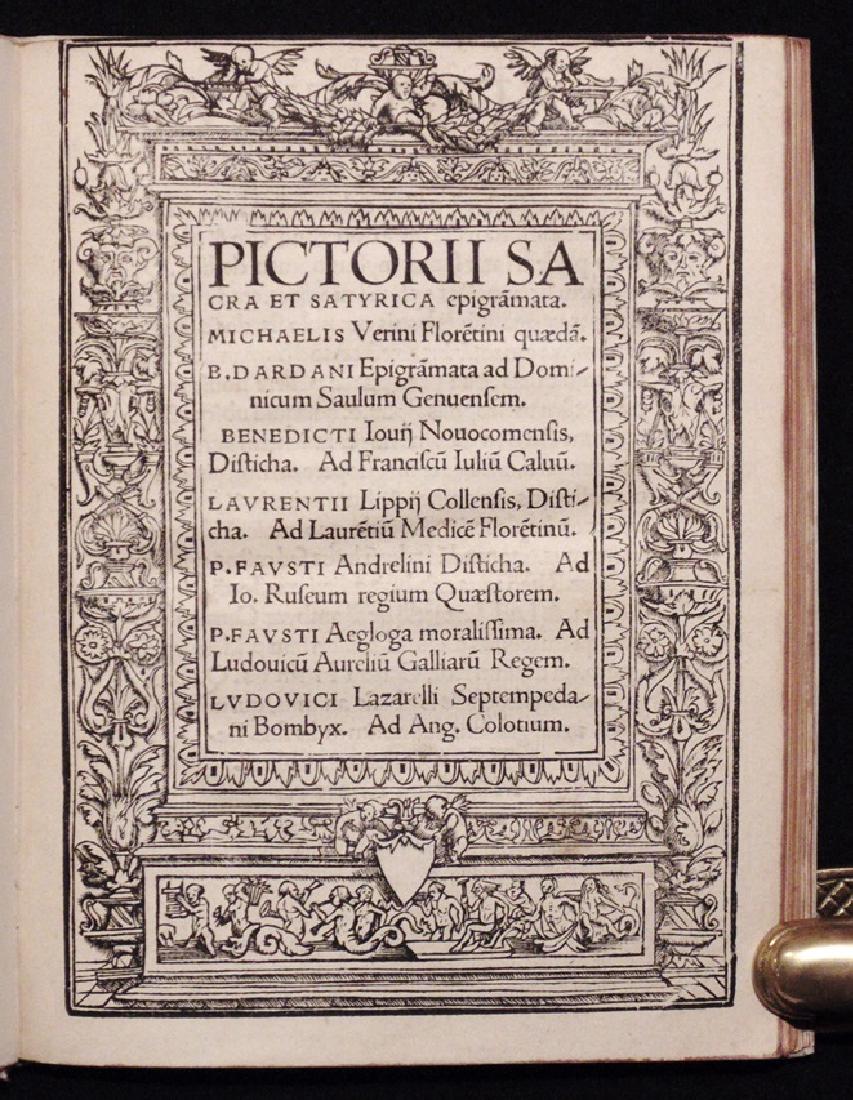 PICTORII SA
CRA ET SATYRICA epigrãmata.
MICHAELIS Verini Florẽtini quædã.
B. DARDANI Epigrãmata ad Domi-
nicum Saulum Genuenſem.
BENEDICTI Iouij Nouocomenſis,
Diſticha. Ad Franciſcũ Iuliũ Caluũ.
LAVRENTII Lippij Collenſis, Diſti-
cha. Ad Laurẽtiũ Medicẽ Florẽtinũ.
P. FAVSTI Andrelini Diſticha. Ad
Io. Ruſeum regium Quæſtorem.
P. FAVSTI Aegloga moraliſſima. Ad
Ludouicũ Aureliũ Galliarũ Regem.
LVDOVICI Lazarelli Septempeda-
ni Bombyx. Ad Ang. Colotium.